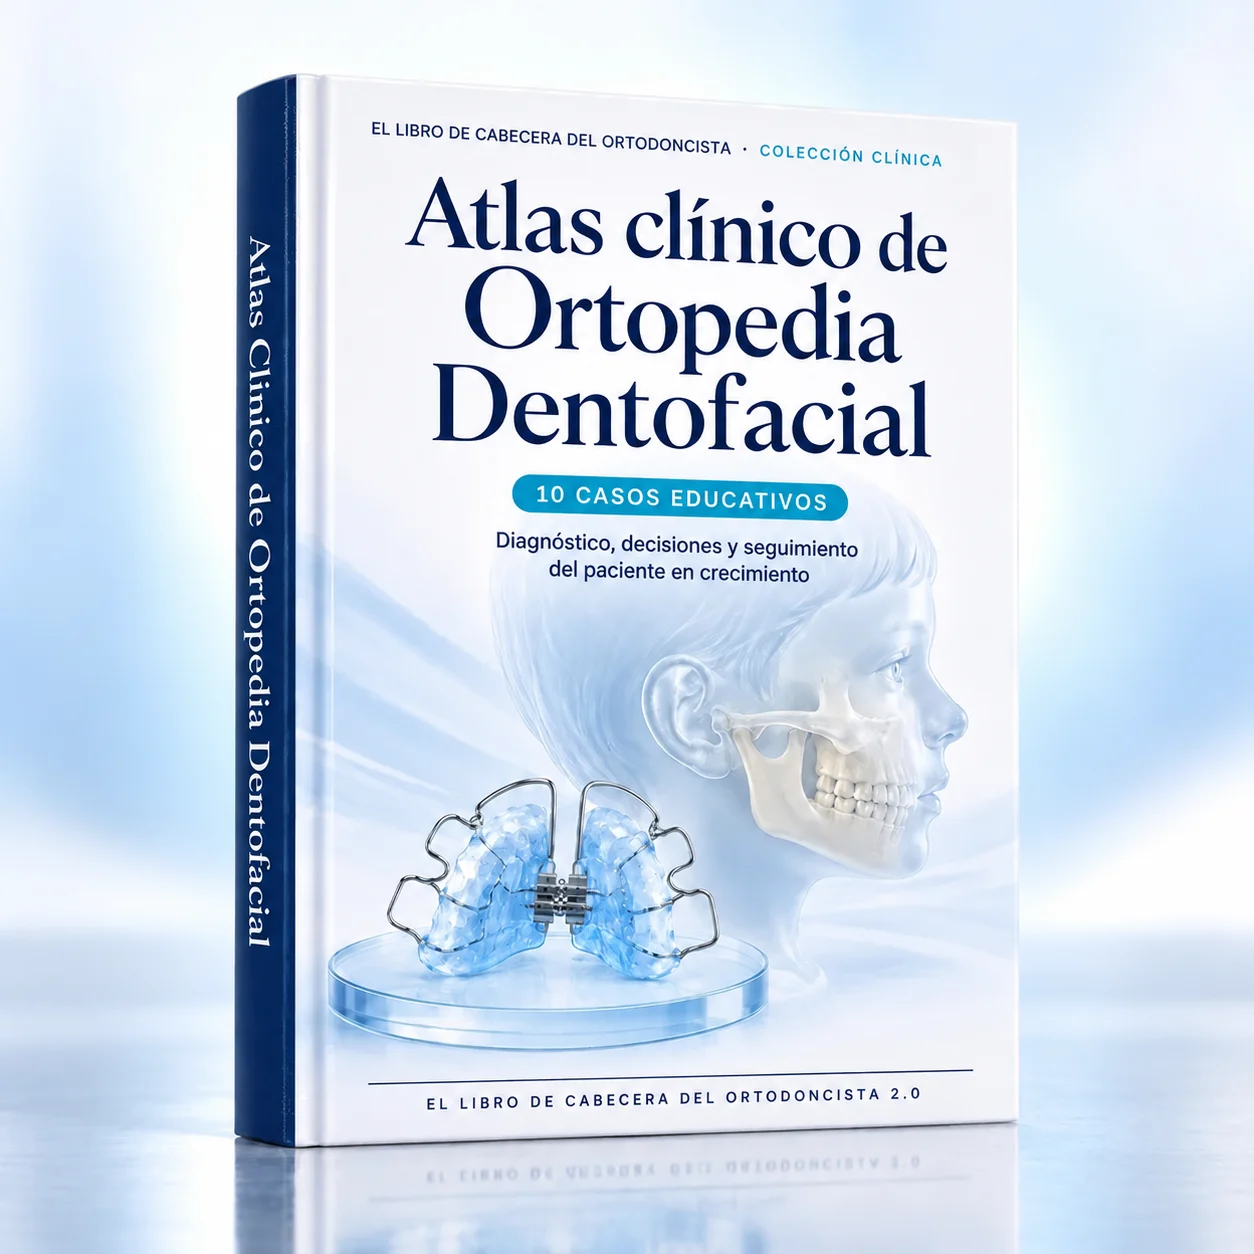 EL LIBRO DE CABECERA DEL ORTODONCISTA · COLECCIÓN CLÍNICA
Atlas clínico de
Ortopedia
Dentofacial
10 CASOS EDUCATIVOS
Diagnóstico, decisiones y seguimiento
del paciente en crecimiento
EL LIBRO DE CABECERA DEL ORTODONCISTA 2.0
Atlas Clinico de Ortopedia Dentofacial